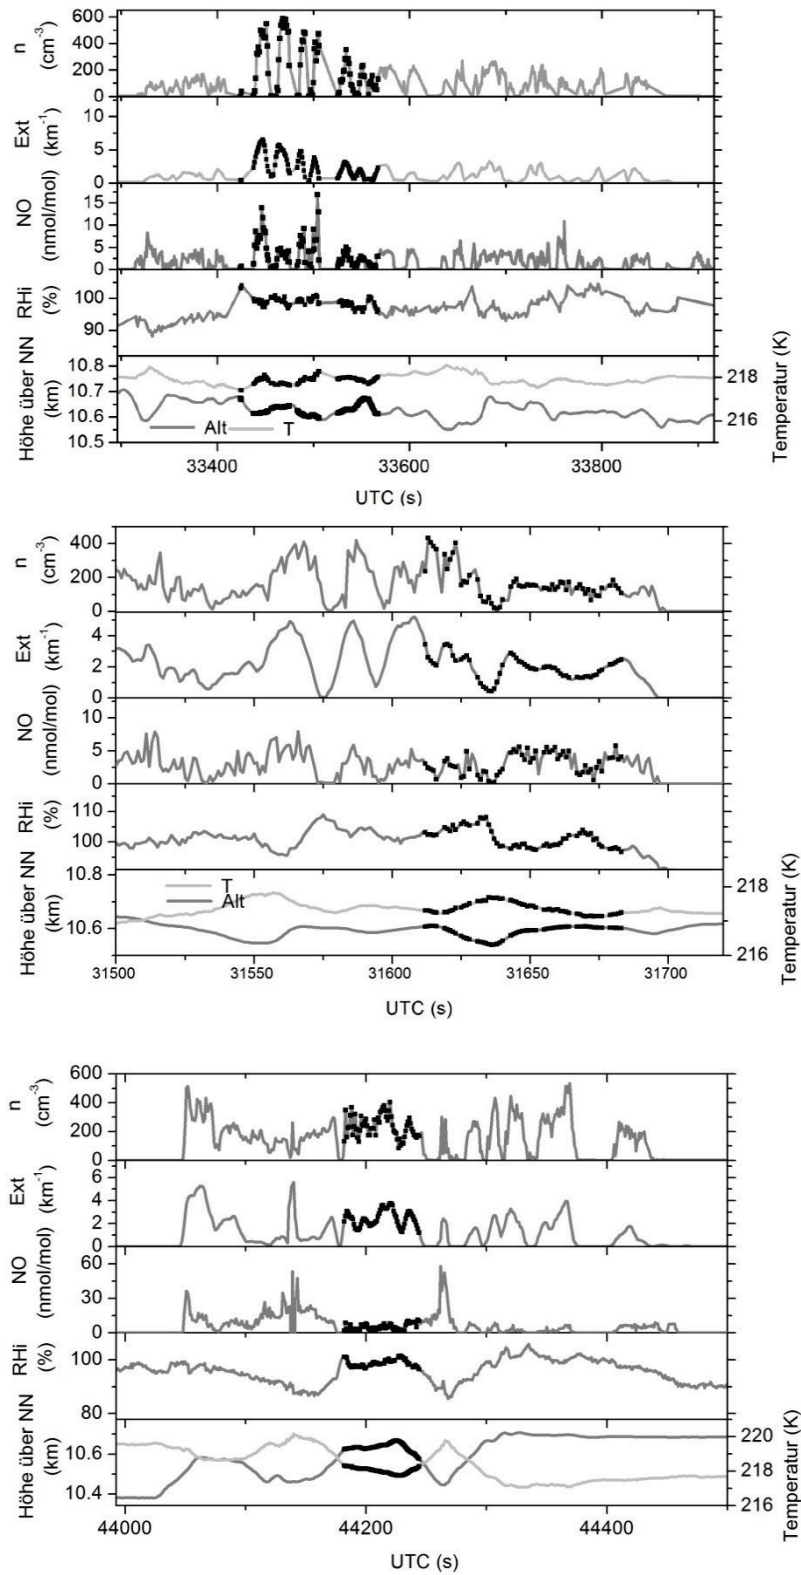 n
(cm⁻³)
600
400
200
0
Ext
(km⁻¹)
10
5
0
NO
(nmol/mol)
15
10
5
0
RHi
(%)
100
90
Höhe über NN
(km)
10.8
10.7
10.6
10.5
Alt
T
218
216
Temperatur (K)
33400
33600
33800
UTC (s)
n
(cm⁻³)
400
200
0
Ext
(km⁻¹)
4
2
0
NO
(nmol/mol)
10
5
0
RHi
(%)
110
100
Höhe über NN
(km)
10.8
10.6
T
Alt
218
216
Temperatur (K)
31500
31550
31600
31650
31700
UTC (s)
n
(cm⁻³)
600
400
200
0
Ext
(km⁻¹)
6
4
2
0
NO
(nmol/mol)
60
30
0
RHi
(%)
100
80
Höhe über NN
(km)
10.6
10.4
220
218
216
Temperatur (K)
44000
44200
44400
UTC (s)